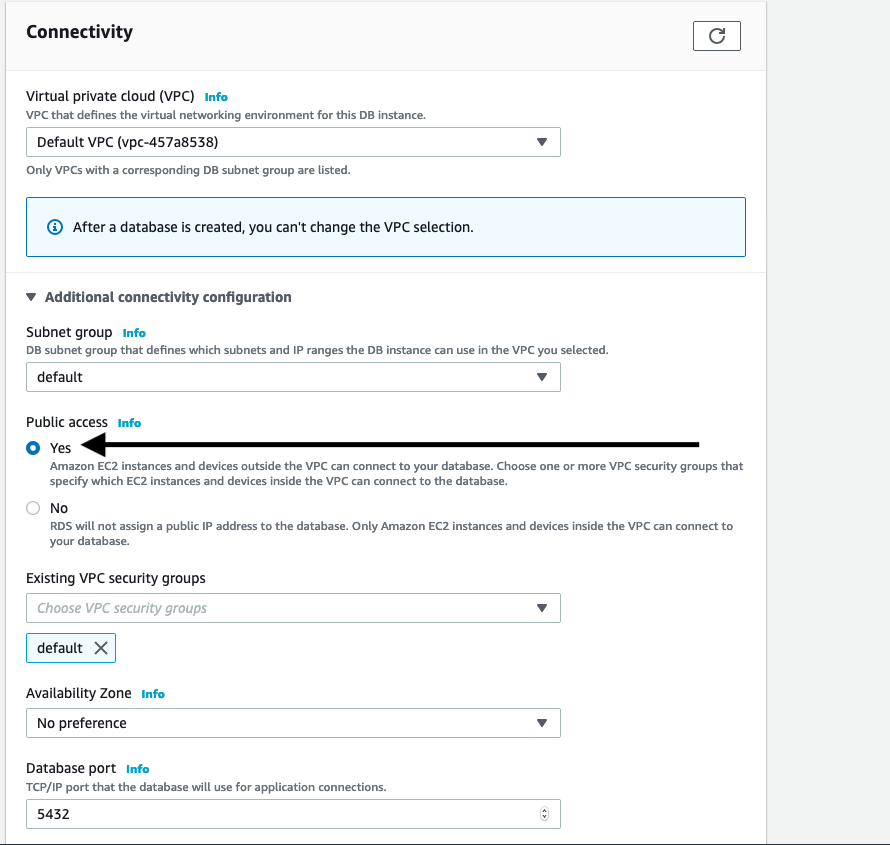 Connectivity
Virtual private cloud (VPC) Info
VPC that defines the virtual networking environment for this DB instance.
Default VPC (vpc-457a8538)
Only VPCs with a corresponding DB subnet group are listed.
After a database is created, you can't change the VPC selection.
Additional connectivity configuration
Subnet group Info
DB subnet group that defines which subnets and IP ranges the DB instance can use in the VPC you selected.
default
Public access Info
Yes
Amazon EC2 instances and devices outside the VPC can connect to your database. Choose one or more VPC security groups that
specify which EC2 instances and devices inside the VPC can connect to the database.
No
RDS will not assign a public IP address to the database. Only Amazon EC2 instances and devices inside the VPC can connect to
your database.
Existing VPC security groups
Choose VPC security groups
default
Availability Zone Info
No preference
Database port Info
TCP/IP port that the database will use for application connections.
5432